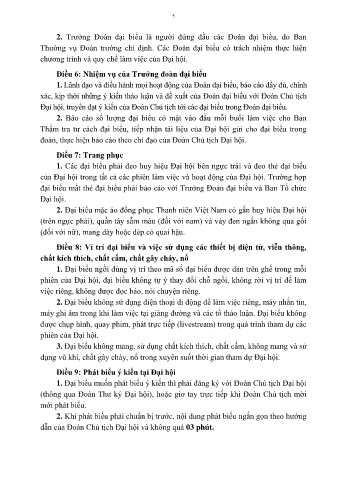 5
2. Trưởng Đoàn đại biểu là người đứng đầu các Đoàn đại biểu, do Ban
Thường vụ Đoàn trường chỉ định. Các Đoàn đại biểu có trách nhiệm thực hiện
chương trình và quy chế làm việc của Đại hội.
Điều 6: Nhiệm vụ của Trưởng đoàn đại biểu
1. Lãnh đạo và điều hành mọi hoạt động của Đoàn đại biểu, báo cáo đầy đủ, chính
xác, kịp thời những ý kiến thảo luận và đề xuất của Đoàn đại biểu với Đoàn Chủ tịch
Đại hội, truyền đạt ý kiến của Đoàn Chủ tịch tới các đại biểu trong Đoàn đại biểu.
2. Báo cáo số lượng đại biểu có mặt vào đầu mỗi buổi làm việc cho Ban
Thẩm tra tư cách đại biểu, tiếp nhận tài liệu của Đại hội gửi cho đại biểu trong
đoàn, thực hiện báo cáo theo chỉ đạo của Đoàn Chủ tịch Đại hội.
Điều 7: Trang phục
1. Các đại biểu phải đeo huy hiệu Đại hội bên ngực trái và đeo thẻ đại biểu
của Đại hội trong tất cả các phiên làm việc và hoạt động của Đại hội. Trường hợp
đại biểu mất thẻ đại biểu phải báo cáo với Trưởng Đoàn đại biểu và Ban Tổ chức
Đại hội.
2. Đại biểu mặc áo đồng phục Thanh niên Việt Nam có gắn huy hiệu Đại hội
(trên ngực phải), quần tây sẫm màu (đối với nam) và váy đen ngắn không qua gối
(đối với nữ), mang dày hoặc dép có quai hậu.
Điều 8: Vi trí đại biểu và việc sử dụng các thiết bị điện tử, viễn thông,
chất kích thích, chất cấm, chất gây cháy, nổ
1. Đại biểu ngồi đúng vị trí theo mã số đại biểu được dán trên ghế trong mỗi
phiên của Đại hội, đại biểu không tự ý thay đổi chỗ ngồi, không rời vị trí để làm
việc riêng, không được đọc báo, nói chuyện riêng.
2. Đại biểu không sử dụng điện thoại di động để làm việc riêng, máy nhắn tin,
máy ghi âm trong khi làm việc tại giảng đường và các tổ thảo luận. Đại biểu không
được chụp hình, quay phim, phát trực tiếp (livestream) trong quá trình tham dự các
phiên của Đại hội.
3. Đại biểu không mang, sử dụng chất kích thích, chất cấm, không mang và sử
dụng vũ khí, chất gây cháy, nổ trong xuyên suốt thời gian tham dự Đại hội.
Điều 9: Phát biểu ý kiến tại Đại hội
1. Đại biểu muốn phát biểu ý kiến thì phải đăng ký với Đoàn Chủ tịch Đại hội
(thông qua Đoàn Thư ký Đại hội), hoặc giơ tay trực tiếp khi Đoàn Chủ tịch mời
mới phát biểu.
2. Khi phát biểu phải chuẩn bị trước, nội dung phát biểu ngắn gọn theo hướng
dẫn của Đoàn Chủ tịch Đại hội và không quá 03 phút.